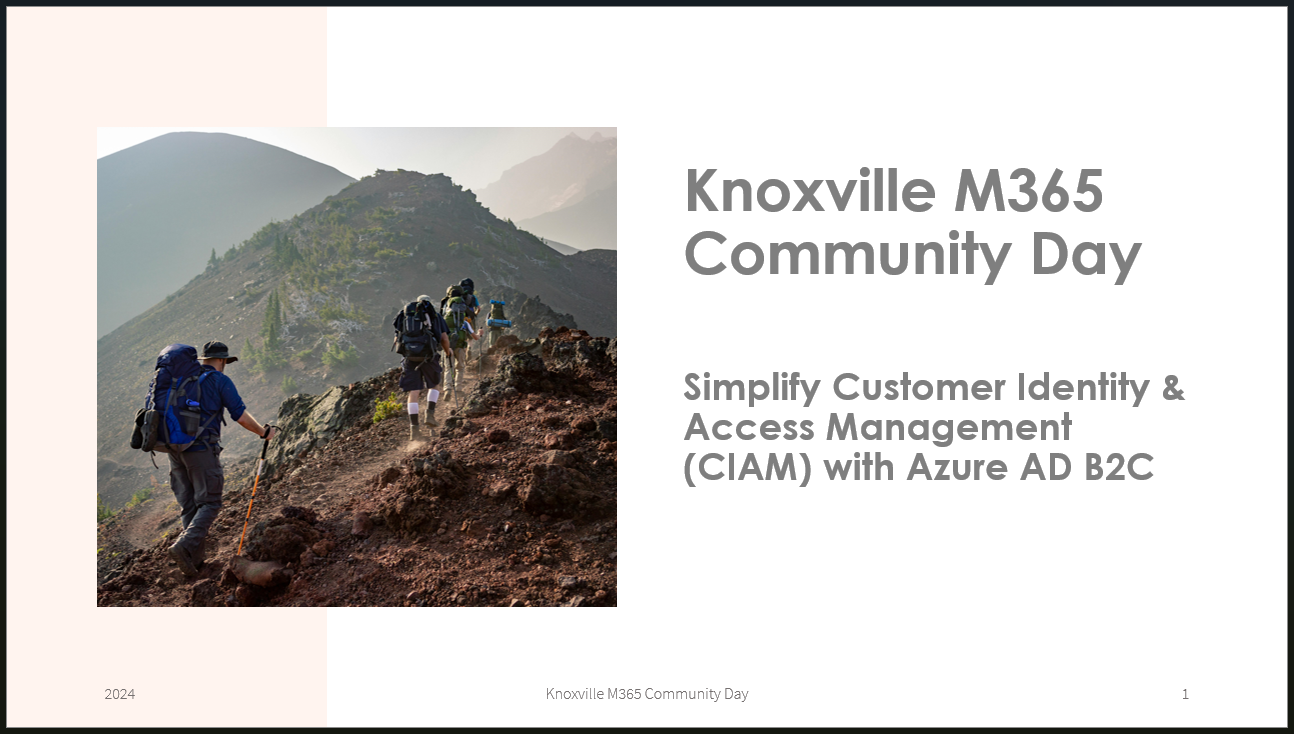 Knoxville M365
Community Day
Simplify Customer Identity &
Access Management
(CIAM) with Azure AD B2C
2024
Knoxville M365 Community Day
1